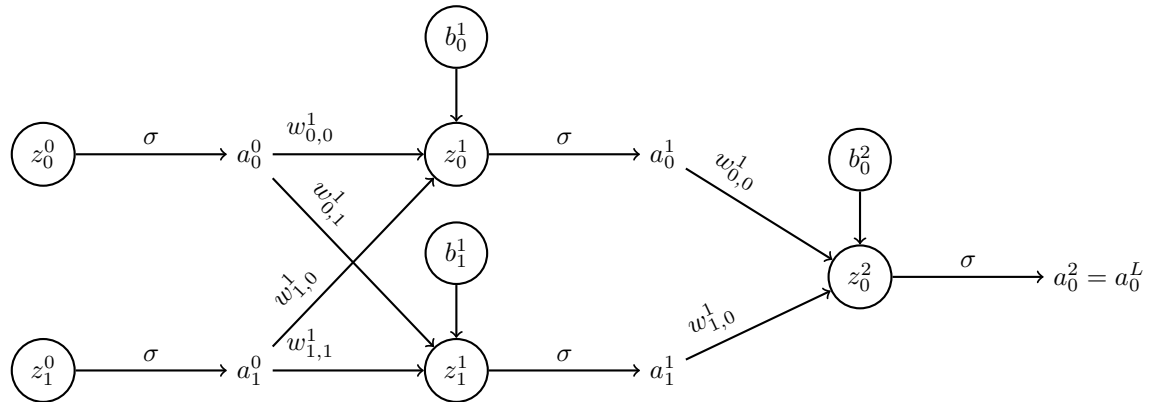 b_0^1
z_0^0 σ a_0^0 w_{0,0}^1 z_0^1 σ a_0^1 w_{0,0}^1 b_0^2
w_{0,1}^1
b_1^1
w_{1,0}^1
z_0^2 σ a_0^2 = a_0^L
w_{1,0}^1
z_1^0 σ a_1^0 w_{1,1}^1 z_1^1 σ a_1^1